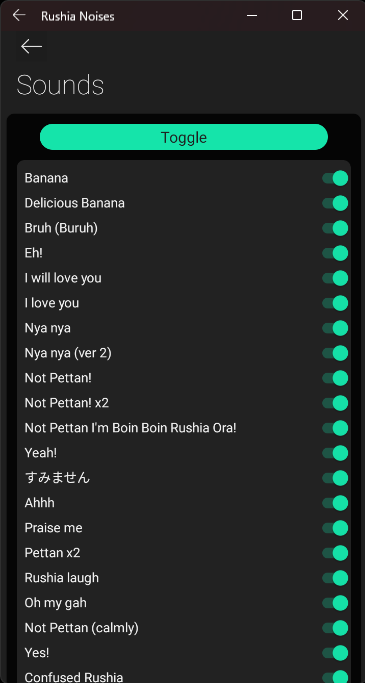 Rushia Noises
Sounds
Toggle
Banana
Delicious Banana
Bruh (Buruh)
Eh!
I will love you
I love you
Nya nya
Nya nya (ver 2)
Not Pettan!
Not Pettan! x2
Not Pettan I'm Boin Boin Rushia Ora!
Yeah!
すみません
Ahhh
Praise me
Pettan x2
Rushia laugh
Oh my gah
Not Pettan (calmly)
Yes!
Confused Rushia